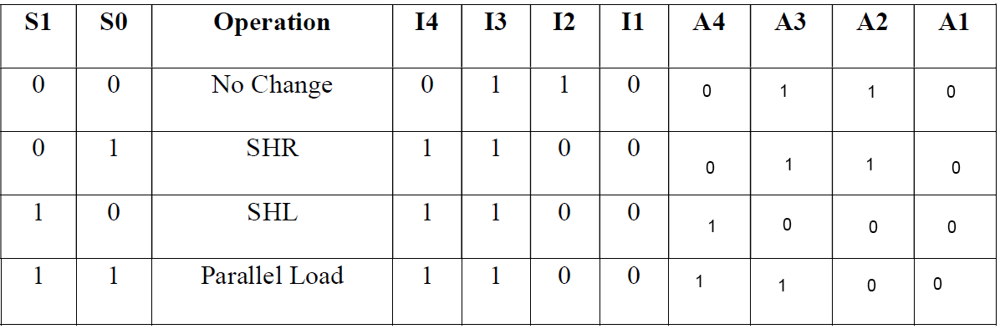 S1 S0 Operation I4 I3 I2 I1 A4 A3 A2 A1
0 0 No Change 0 1 1 0 0 1 1 0
0 1 SHR 1 1 0 0 0 1 1 0
1 0 SHL 1 1 0 0 1 0 0 0
1 1 Parallel Load 1 1 0 0 1 1 0 0